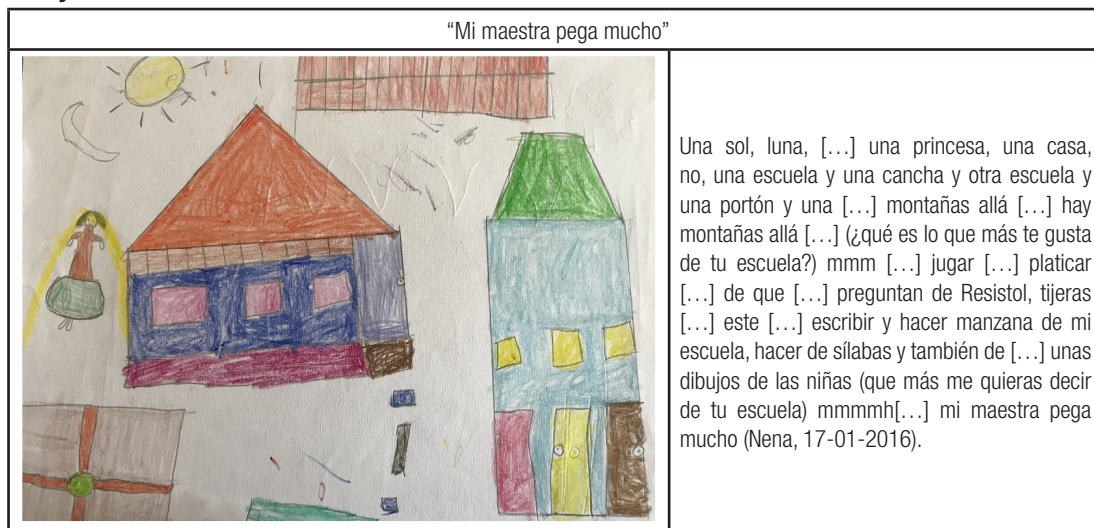 “Mi maestra pega mucho”
Una sol, luna, […] una princesa, una casa,
no, una escuela y una cancha y otra escuela y
una portón y una […] montañas allá […] hay
montañas allá […] (¿qué es lo que más te gusta
de tu escuela?) mmm […] jugar […] platicar
[…] de que […] preguntan de Resistol, tijeras
[…] este […] escribir y hacer manzana de mi
escuela, hacer de sílabas y también de […] unas
dibujos de las niñas (que más me quieras decir
de tu escuela) mmmmh[…] mi maestra pega
mucho (Nena, 17-01-2016).